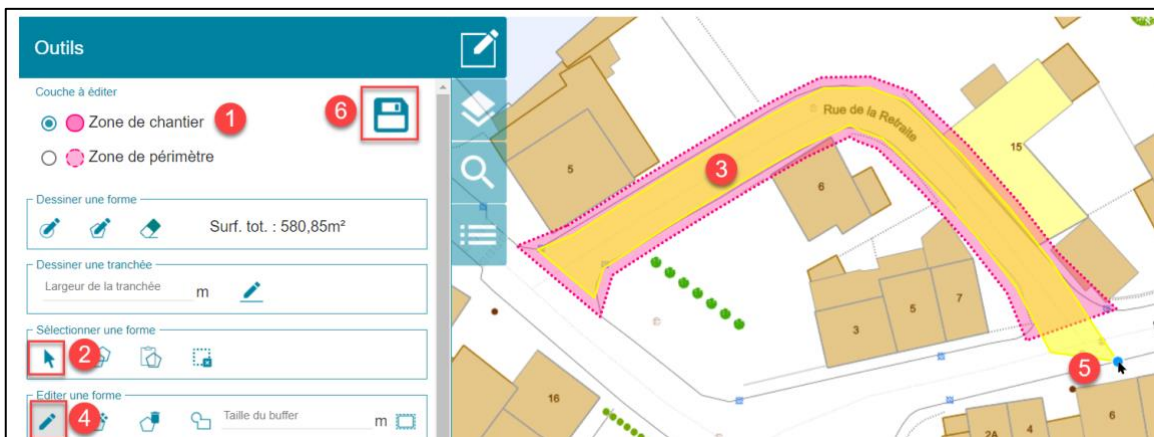 Outils
Couche à éditer
1
6
Zone de chantier
Zone de périmètre
Dessiner une forme
Surf. tot. : 580,85m²
Dessiner une tranchée
Largeur de la tranchée
m
Sélectionner une forme
2
Editer une forme
4
Taille du buffer
m
Rue de la Retraite
5
3
6
15
3
5
7
5
16
2A
4
6